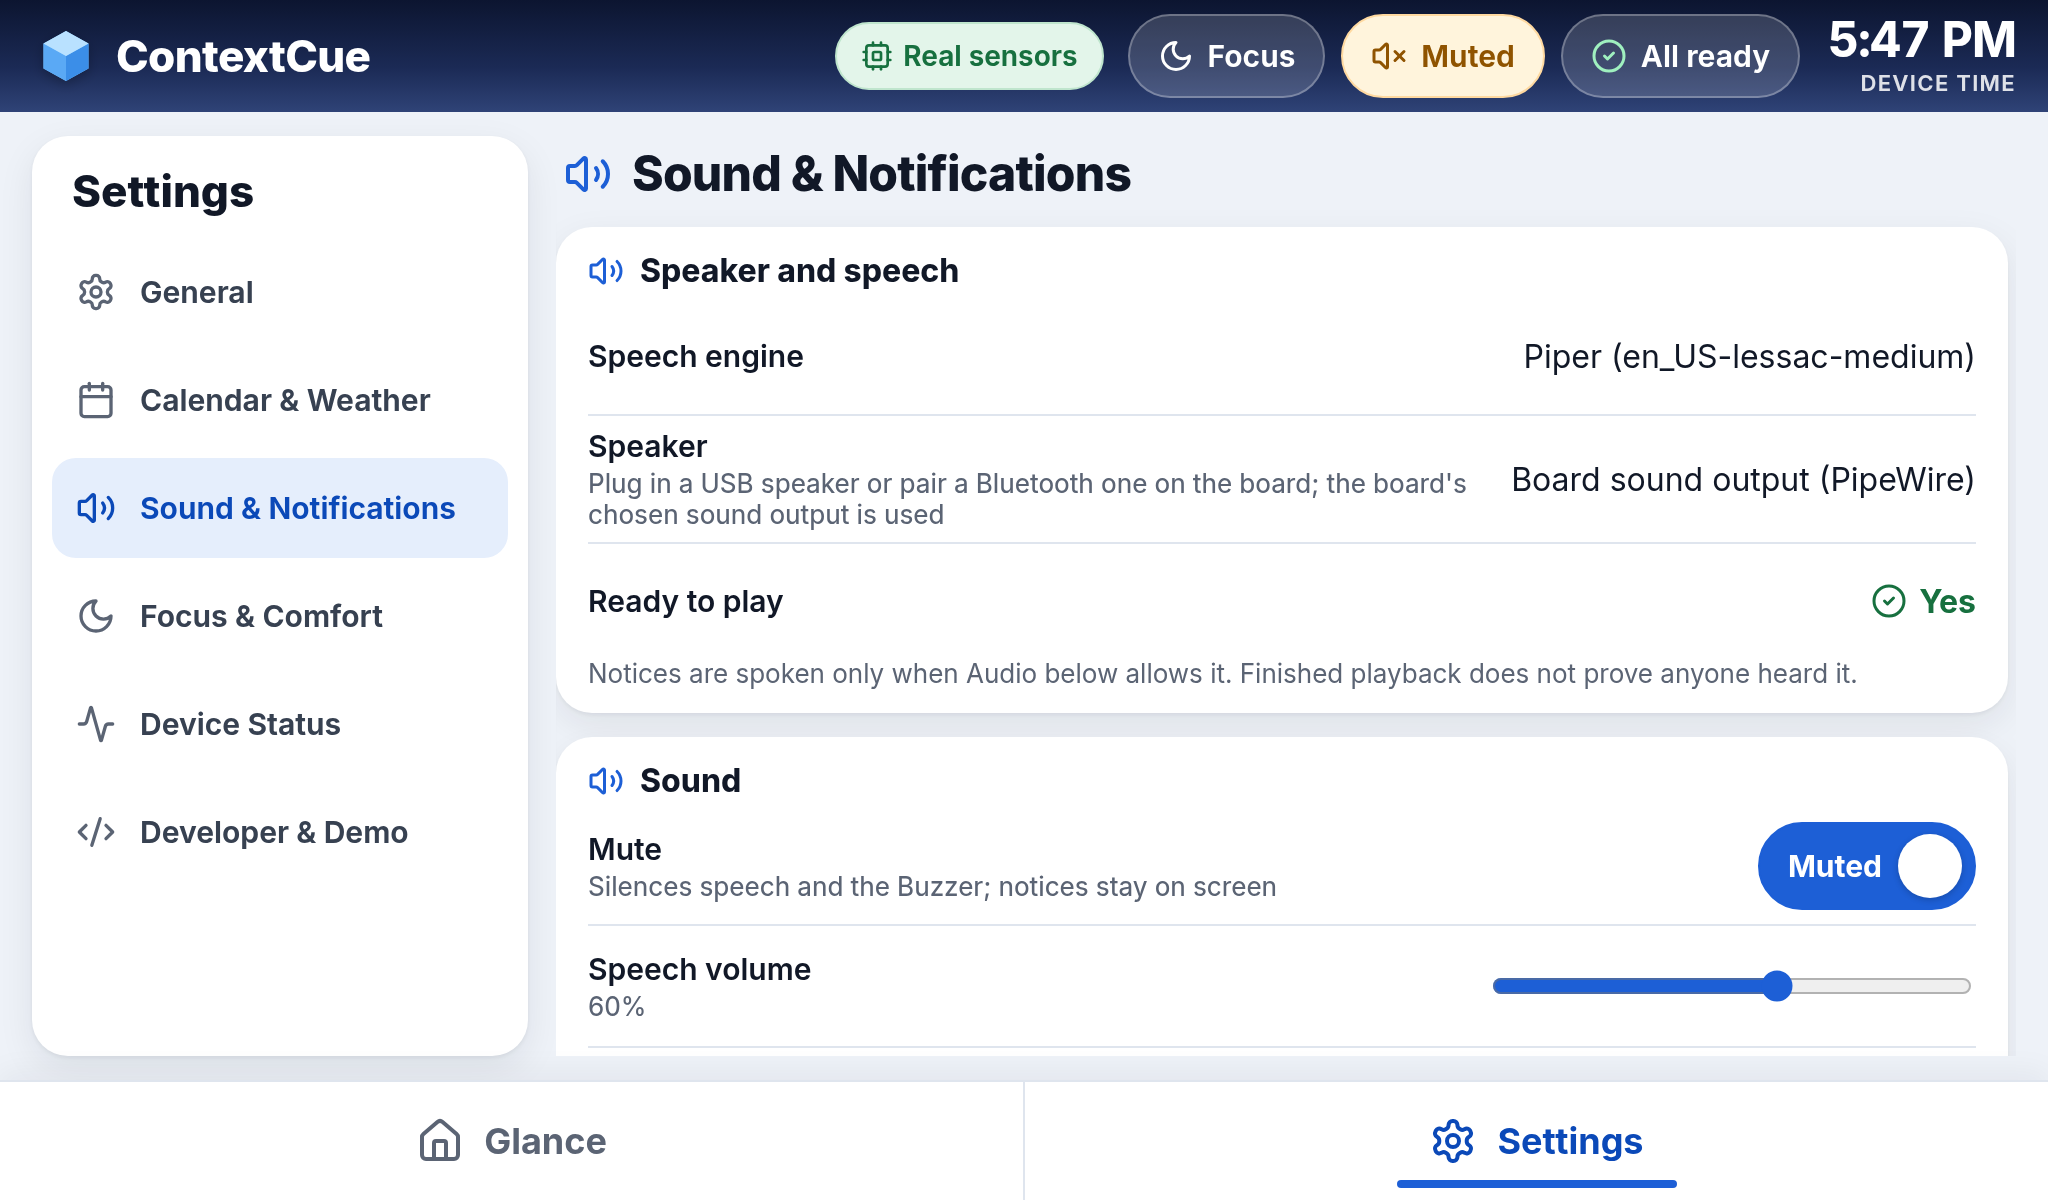 ContextCue
Real sensors
Focus
Muted
All ready
5:47 PM
DEVICE TIME
Settings
General
Calendar & Weather
Sound & Notifications
Focus & Comfort
Device Status
Developer & Demo
Sound & Notifications
Speaker and speech
Speech engine
Piper (en_US-lessac-medium)
Speaker
Plug in a USB speaker or pair a Bluetooth one on the board; the board's
chosen sound output is used
Board sound output (PipeWire)
Ready to play
Yes
Notices are spoken only when Audio below allows it. Finished playback does not prove anyone heard it.
Sound
Mute
Silences speech and the Buzzer; notices stay on screen
Muted
Speech volume
60%
Glance
Settings